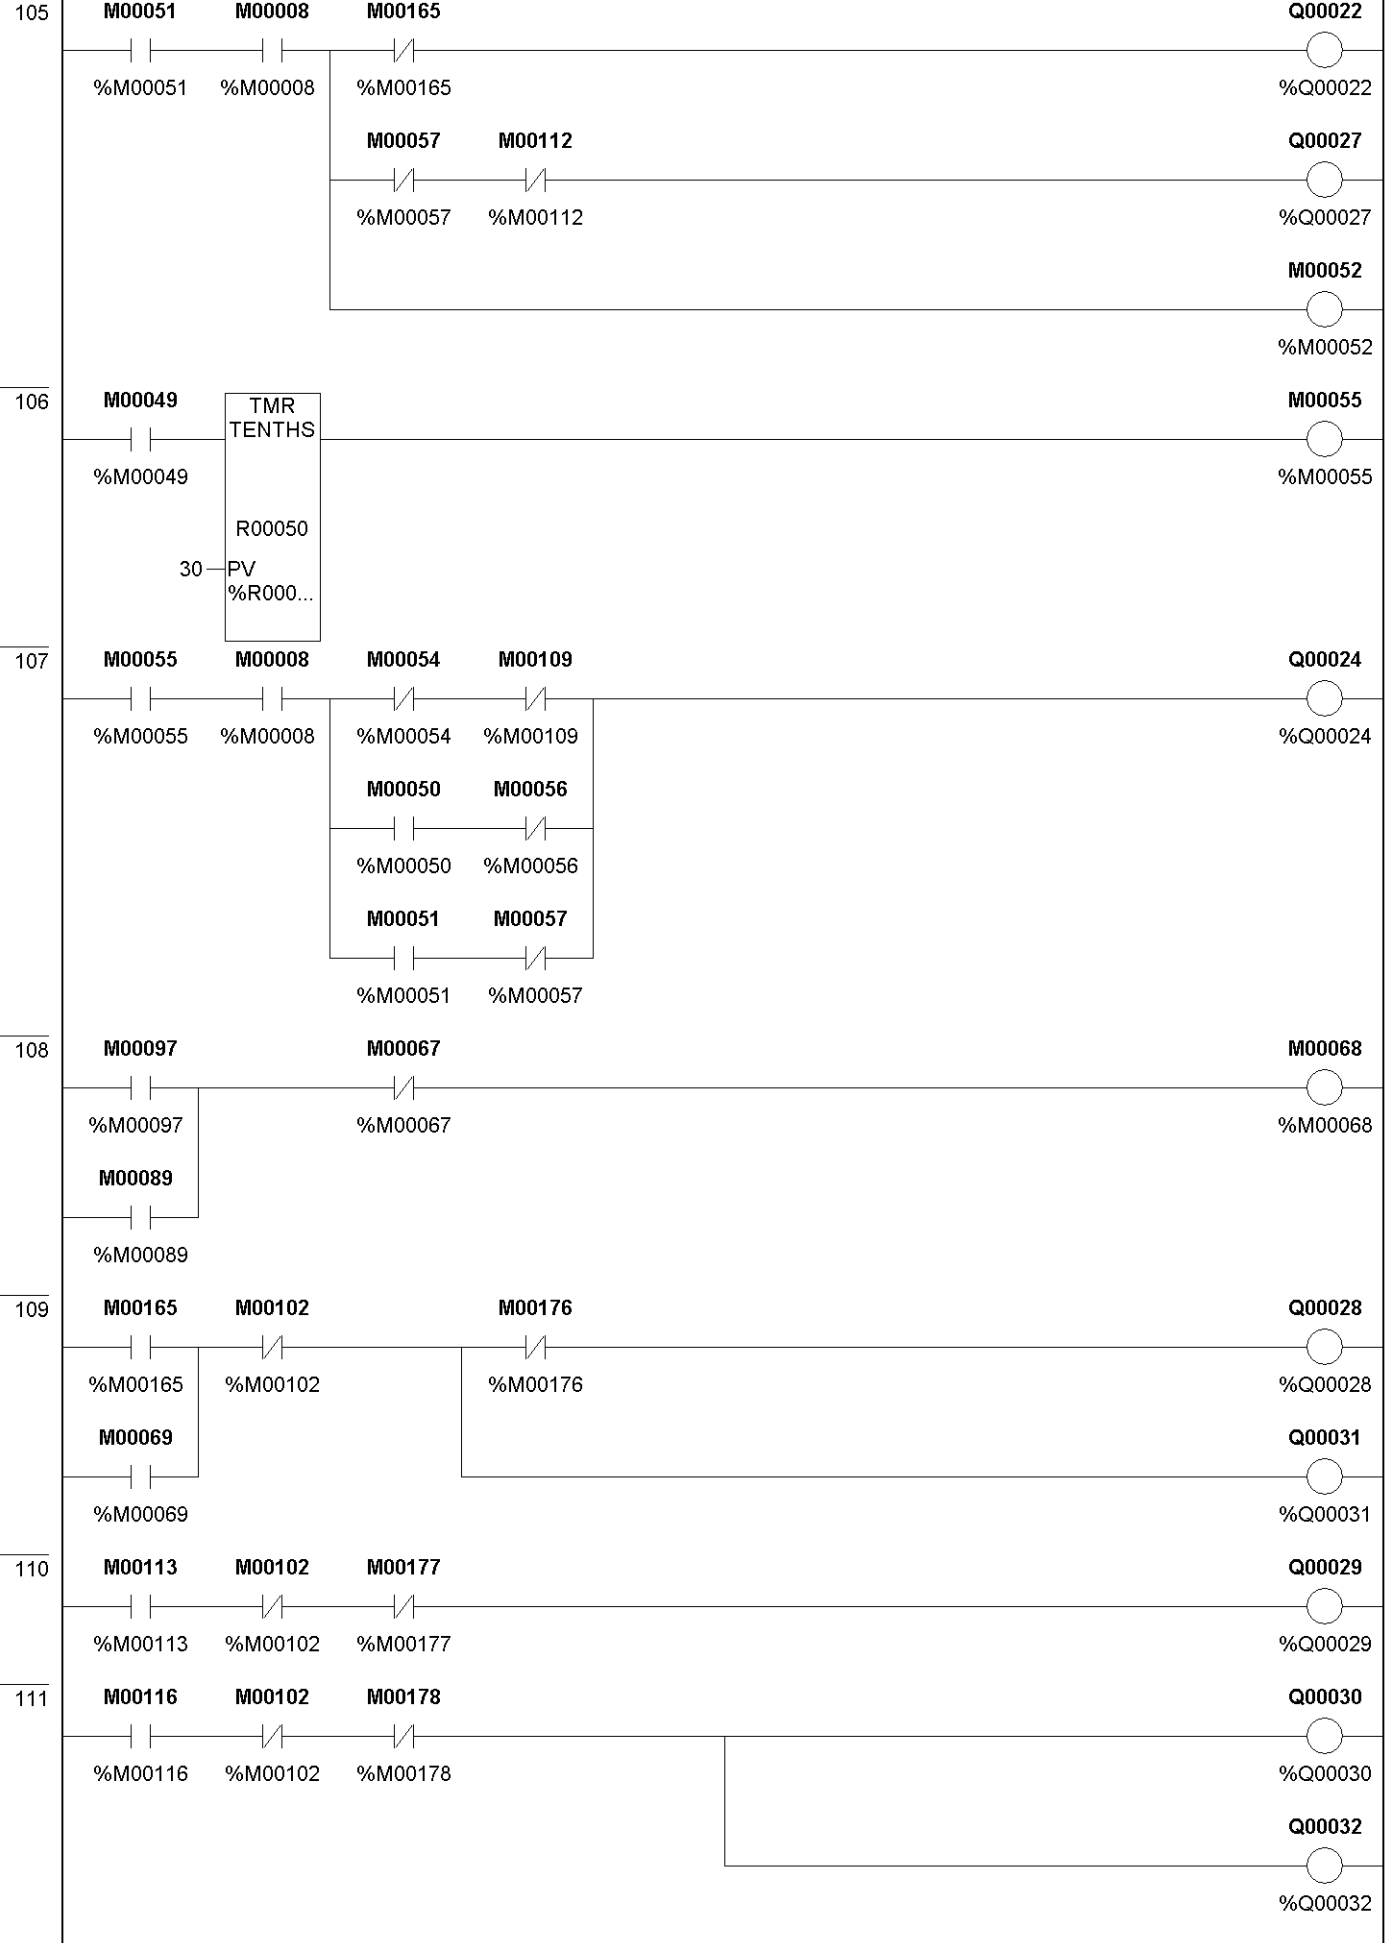 105 M00051 M00008 M00165 Q00022
%M00051 %M00008 %M00165 %Q00022
M00057 M00112 Q00027
%M00057 %M00112 %Q00027
M00052
%M00052
106 M00049 TMR M00055
TENTHS
%M00049 %M00055
R00050
30 PV
%R000...
107 M00055 M00008 M00054 M00109 Q00024
%M00055 %M00008 %M00054 %M00109 %Q00024
M00050 M00056
%M00050 %M00056
M00051 M00057
%M00051 %M00057
108 M00097 M00067 M00068
%M00097 %M00067 %M00068
M00089
%M00089
109 M00165 M00102 M00176 Q00028
%M00165 %M00102 %M00176 %Q00028
M00069 Q00031
%M00069 %Q00031
110 M00113 M00102 M00177 Q00029
%M00113 %M00102 %M00177 %Q00029
111 M00116 M00102 M00178 Q00030
%M00116 %M00102 %M00178 %Q00030
Q00032
%Q00032